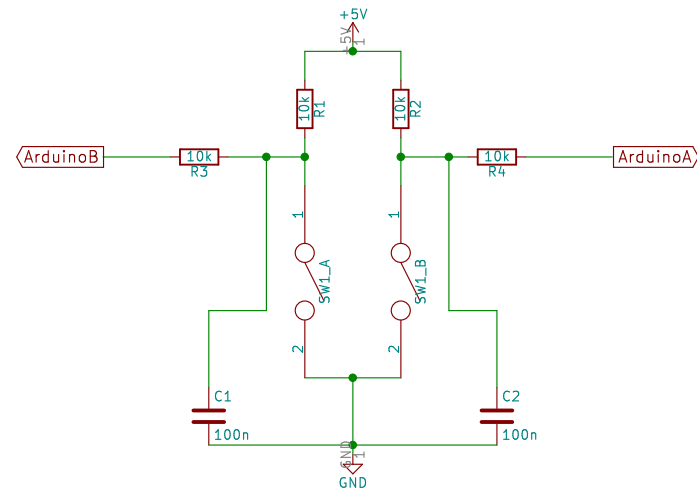 +5V
+5V
1
10k
R1
10k
R2
ArduinoB
10k
R3
10k
R4
ArduinoA
1
1
SW1_A
SW1_B
2
2
C1
100n
C2
100n
GND
1
GND